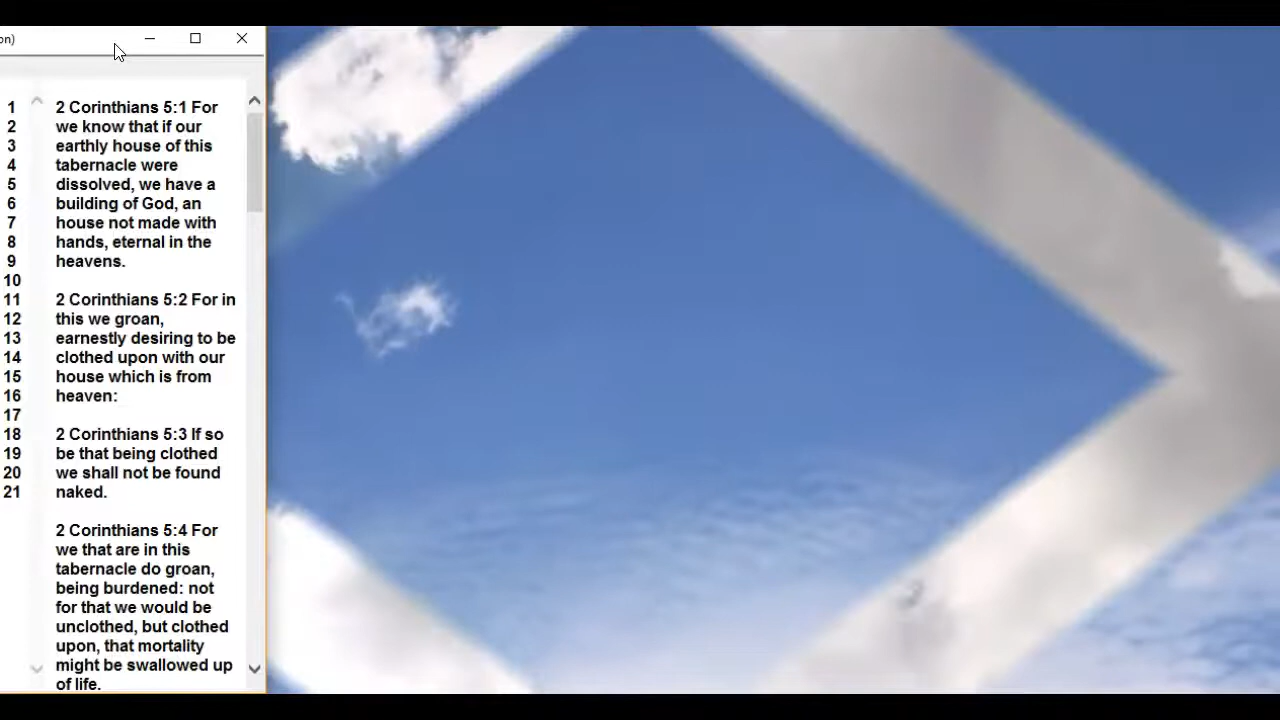 on)
1
2
3
4
5
6
7
8
9
10
11
12
13
14
15
16
17
18
19
20
21
2 Corinthians 5:1 For
we know that if our
earthly house of this
tabernacle were
dissolved, we have a
building of God, an
house not made with
hands, eternal in the
heavens.
2 Corinthians 5:2 For in
this we groan,
earnestly desiring to be
clothed upon with our
house which is from
heaven:
2 Corinthians 5:3 If so
be that being clothed
we shall not be found
naked.
2 Corinthians 5:4 For
we that are in this
tabernacle do groan,
being burdened: not
for that we would be
unclothed, but clothed
upon, that mortality
might be swallowed up
of life.